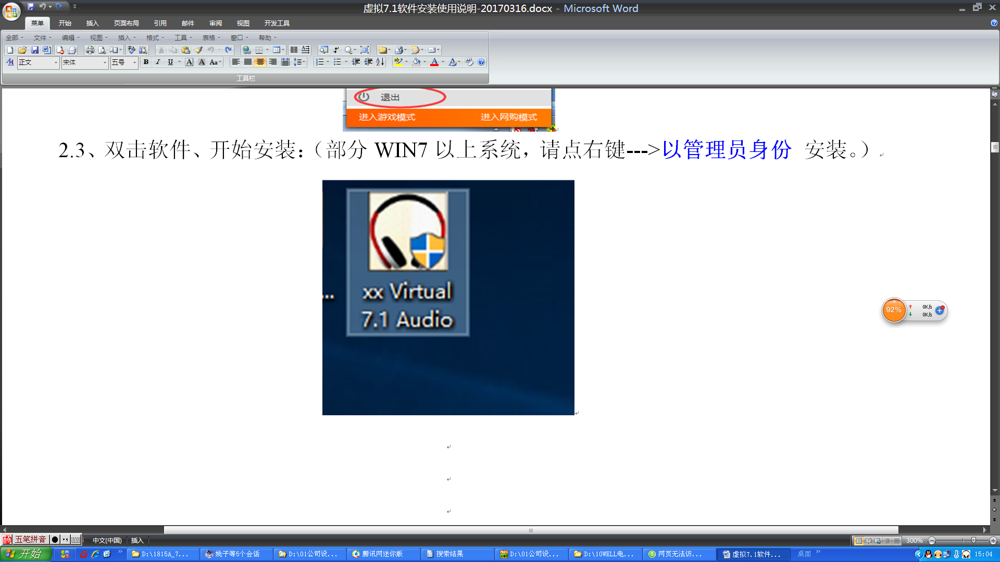 虚拟7.1软件安装使用说明-20170316.docx - Microsoft Word
菜单 开始 插入 页面布局 引用 邮件 审阅 视图 开发工具
全部 文件 编辑 视图 插入 格式 工具 表格 窗口 帮助
正文 宋体 五号 B I U A A Aa
工具栏
退出
进入游戏模式 进入网购模式
2.3、双击软件、开始安装：（部分 WIN7 以上系统，请点右键--->以管理员身份 安装。）
... xx Virtual
7.1 Audio
92% 0K/s
0K/s
五笔拼音 中文(中国) 插入 300%
开始 D:\1815A_7... 姚子等5个会话 D:\01公司设... 腾讯网迷你版 搜索结果 D:\01公司设... D:\10WELL电... 网页无法访... 虚拟7.1软件... 桌面 15:04